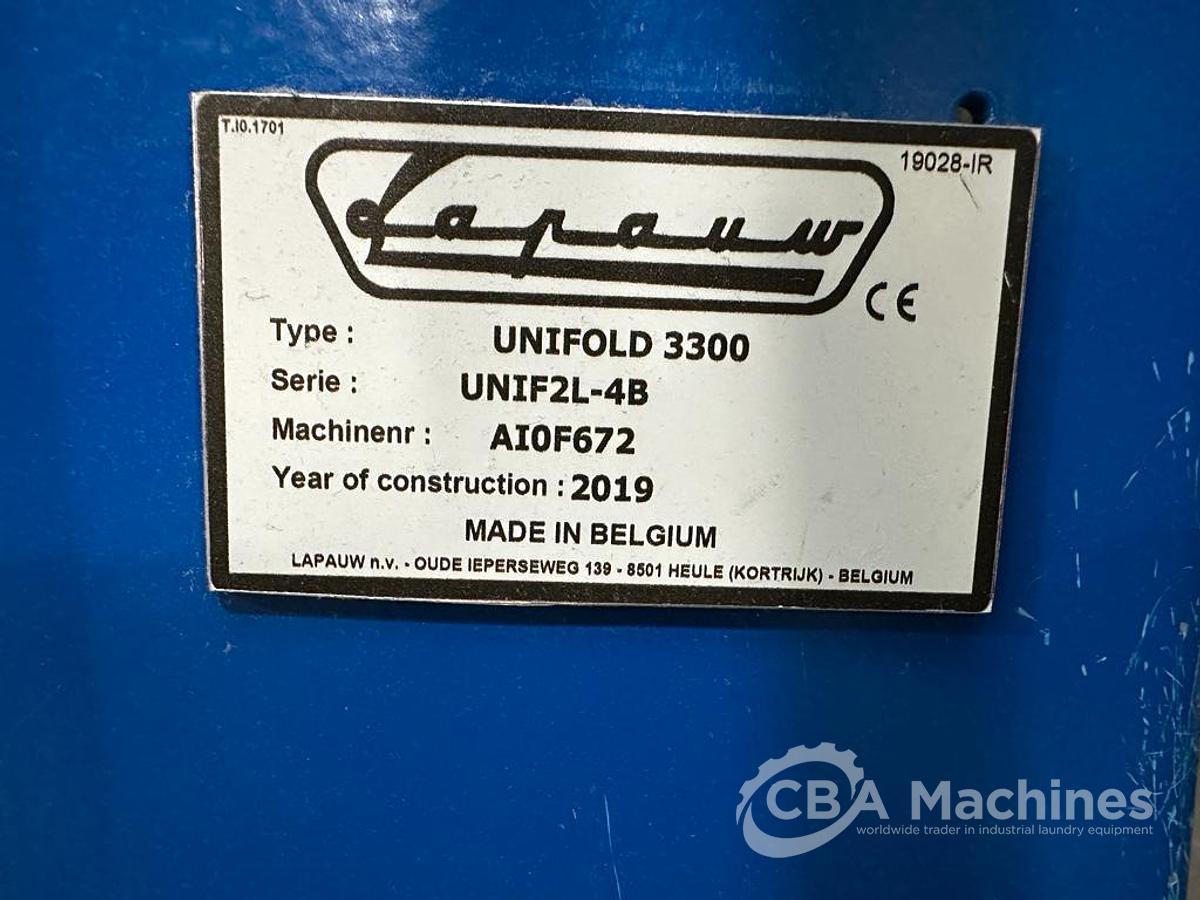 T.I0.1701
19028-IR
Lapauw
CE
Type : UNIFOLD 3300
Serie : UNIF2L-4B
Machinenr : AI0F672
Year of construction : 2019
MADE IN BELGIUM
LAPAUW n.v. - OUDE IEPERSEWEG 139 - 8501 HEULE (KORTRIJK) - BELGIUM
CBA Machines
worldwide trader in industrial laundry equipment